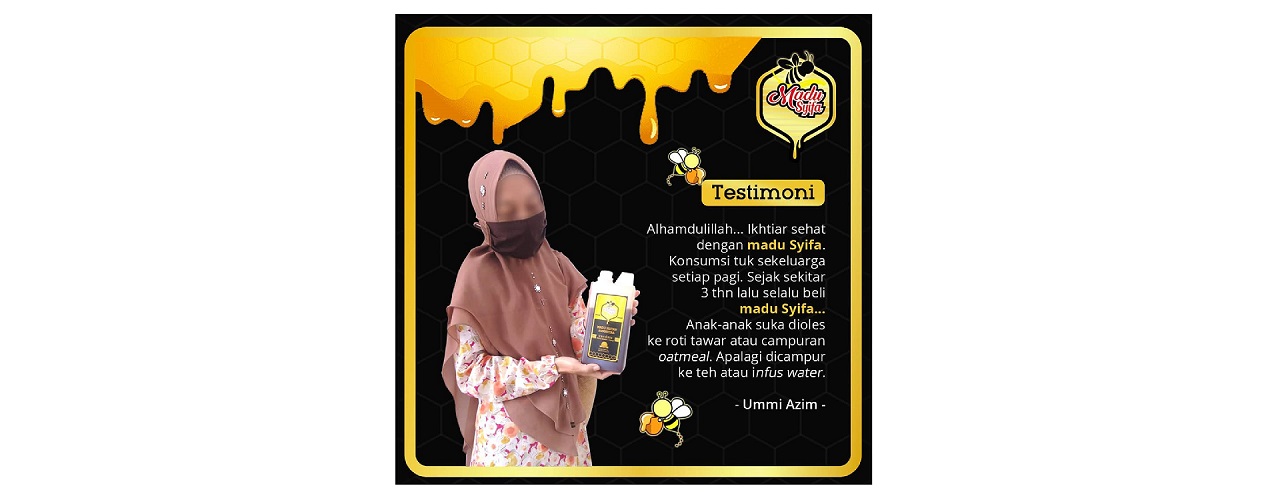 Madu
Syifa
Testimoni
Alhamdulillah... Ikhtiar sehat
dengan madu Syifa.
Konsumsi tuk sekeluarga
setiap pagi. Sejak sekitar
3 thn lalu selalu beli
madu Syifa...
Anak-anak suka dioles
ke roti tawar atau campuran
oatmeal. Apalagi dicampur
ke teh atau infus water.
- Ummi Azim -